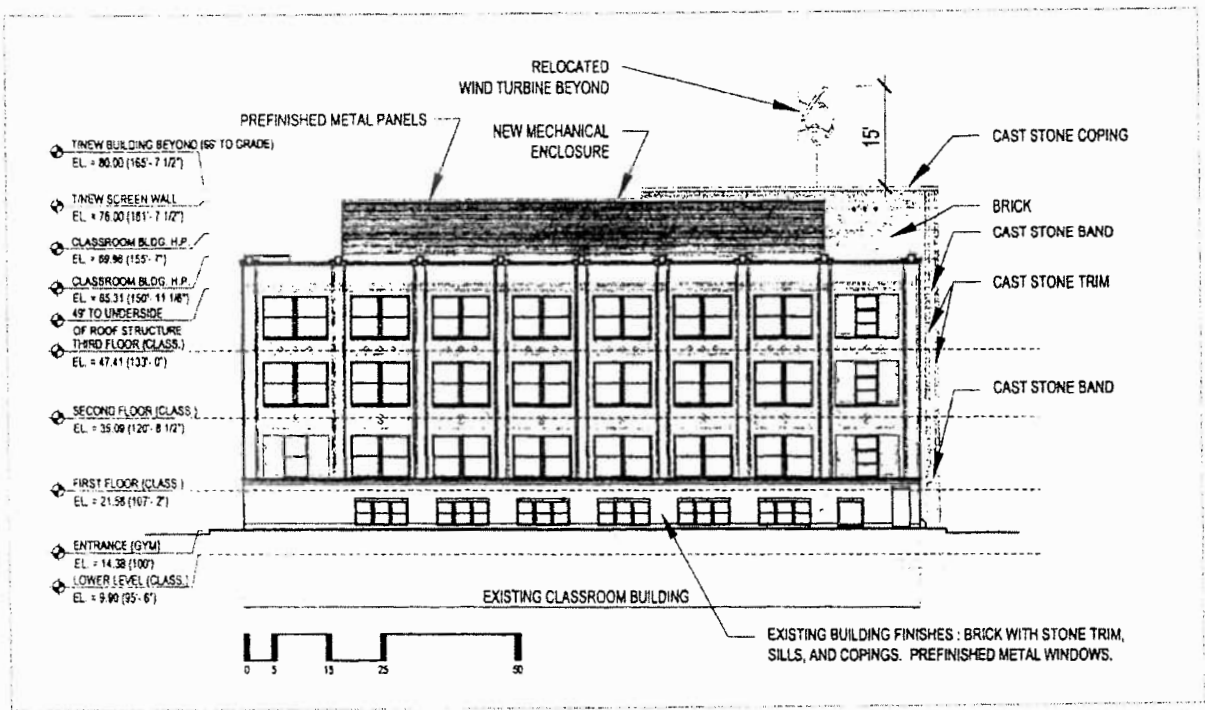 RELOCATED
WIND TURBINE BEYOND
PREFINISHED METAL PANELS
NEW MECHANICAL
ENCLOSURE
15'
CAST STONE COPING
BRICK
CAST STONE BAND
CAST STONE TRIM
CAST STONE BAND
T/NEW BUILDING BEYOND (66' TO GRADE)
EL. = 80.00 (165'- 7 1/2")
T/NEW SCREEN WALL
EL. = 76.00 (161'- 7 1/2")
CLASSROOM BLDG. H.P.
EL. = 69.96 (155'- 7")
CLASSROOM BLDG. H.P.
EL. = 65.31 (150'- 11 1/8")
49' TO UNDERSIDE
OF ROOF STRUCTURE
THIRD FLOOR (CLASS.)
EL. = 47.41 (133'- 0")
SECOND FLOOR (CLASS.)
EL. = 35.09 (120'- 8 1/2")
FIRST FLOOR (CLASS.)
EL. = 21.56 (107'- 2")
ENTRANCE (GYM)
EL. = 14.38 (100')
LOWER LEVEL (CLASS.)
EL. = 9.90 (95'- 6")
EXISTING CLASSROOM BUILDING
EXISTING BUILDING FINISHES : BRICK WITH STONE TRIM,
SILLS, AND COPINGS. PREFINISHED METAL WINDOWS.
0 5 15 25 50